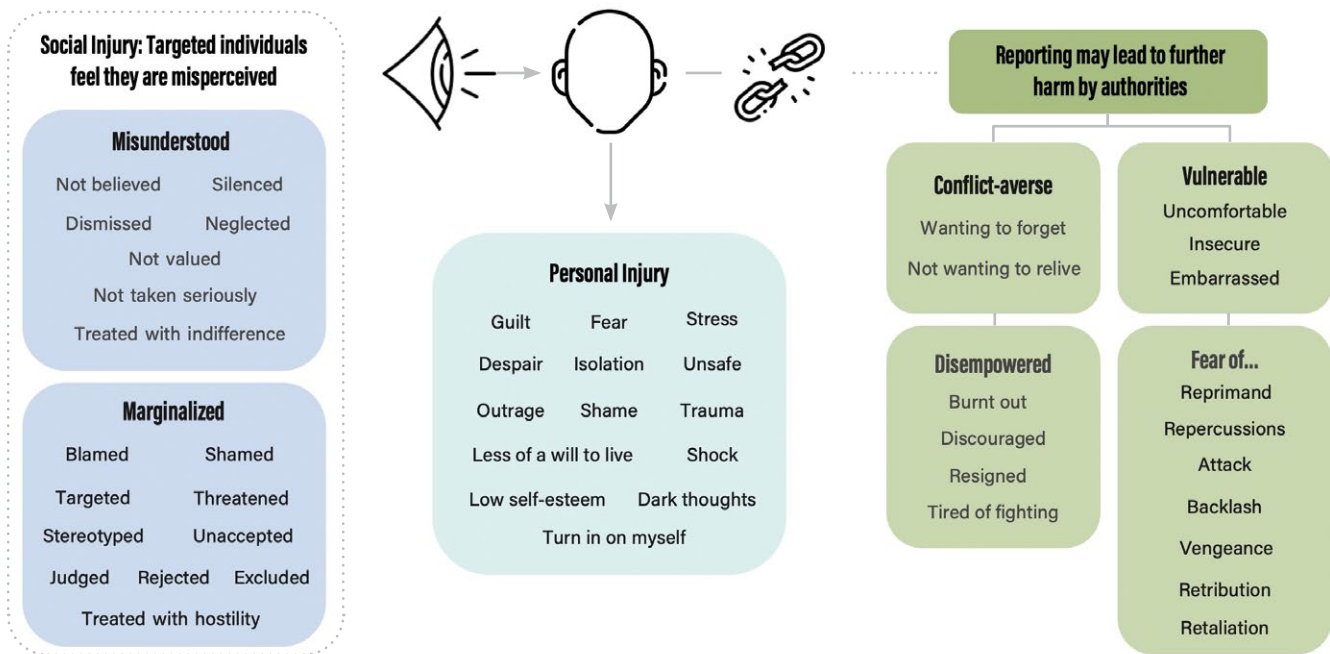 Social Injury: Targeted individuals
feel they are misperceived
Misunderstood
Not believed Silenced
Dismissed Neglected
Not valued
Not taken seriously
Treated with indifference
Marginalized
Blamed Shamed
Targeted Threatened
Stereotyped Unaccepted
Judged Rejected Excluded
Treated with hostility
Personal Injury
Guilt Fear Stress
Despair Isolation Unsafe
Outrage Shame Trauma
Less of a will to live Shock
Low self-esteem Dark thoughts
Turn in on myself
Reporting may lead to further
harm by authorities
Conflict-averse
Wanting to forget
Not wanting to relive
Disempowered
Burnt out
Discouraged
Resigned
Tired of fighting
Vulnerable
Uncomfortable
Insecure
Embarrassed
Fear of...
Reprimand
Repercussions
Attack
Backlash
Vengeance
Retribution
Retaliation